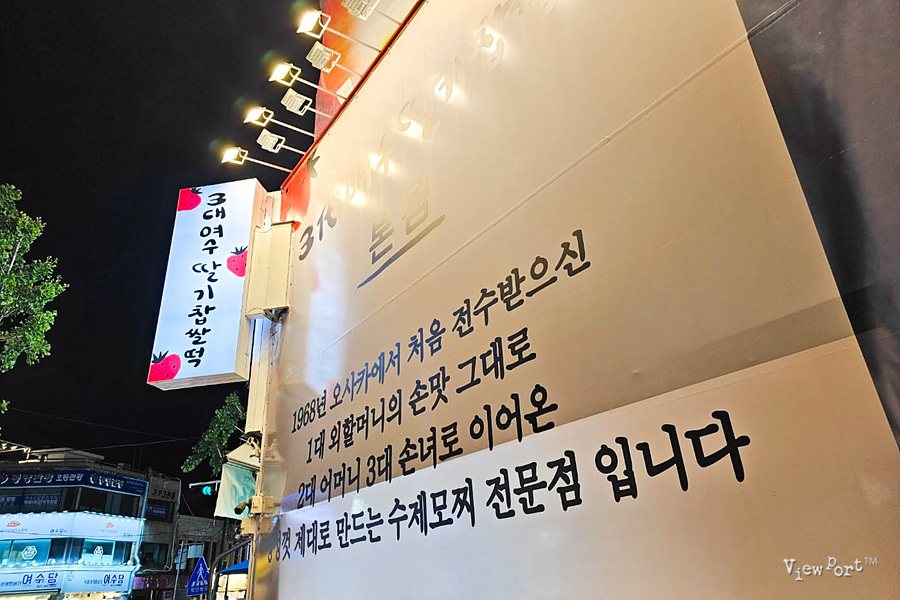 3대 여수 딸기찹쌀떡
본점
1968년 오사카에서 처음 전수받으신
1대 외할머니의 손맛 그대로
2대 어머니 3대 손녀로 이어온
제대로 만드는 수제모찌 전문점 입니다
여수당
여수당
ViewPort™